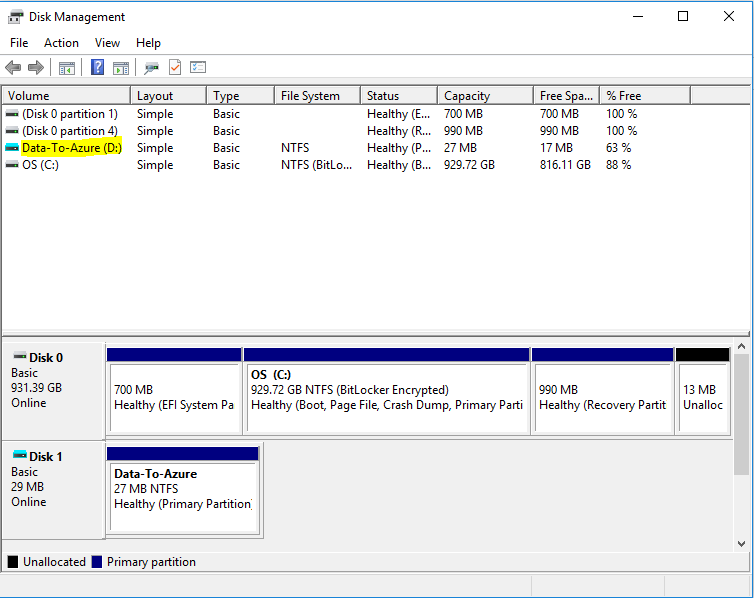 Disk Management
File Action View Help
Volume Layout Type File System Status Capacity Free Spa... % Free
(Disk 0 partition 1) Simple Basic Healthy (E... 700 MB 700 MB 100 %
(Disk 0 partition 4) Simple Basic Healthy (R... 990 MB 990 MB 100 %
Data-To-Azure (D:) Simple Basic NTFS Healthy (P... 27 MB 17 MB 63 %
OS (C:) Simple Basic NTFS (BitLo... Healthy (B... 929.72 GB 816.11 GB 88 %
Disk 0
Basic
931.39 GB
Online
700 MB
Healthy (EFI System Pa
OS (C:)
929.72 GB NTFS (BitLocker Encrypted)
Healthy (Boot, Page File, Crash Dump, Primary Parti
990 MB
Healthy (Recovery Partit
13 MB
Unalloc
Disk 1
Basic
29 MB
Online
Data-To-Azure
27 MB NTFS
Healthy (Primary Partition)
Unallocated Primary partition